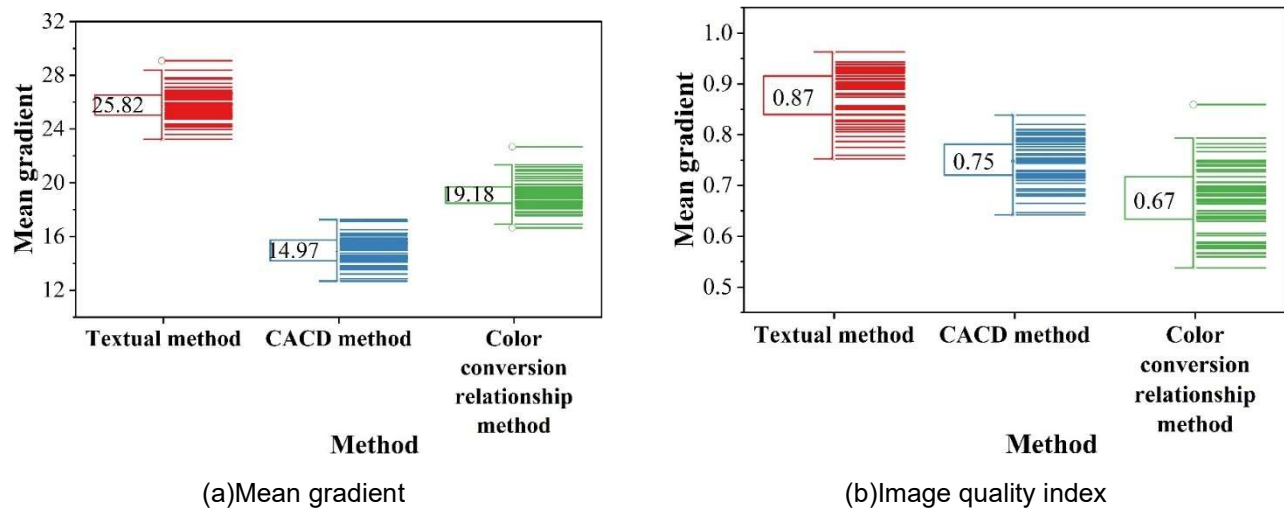 32
28
24
20
16
12
Mean gradient
25.82
14.97
19.18
Textual method
CACD method
Color
conversion
relationship
method
Method
(a)Mean gradient
1.0
0.9
0.8
0.7
0.6
0.5
Mean gradient
0.87
0.75
0.67
Textual method
CACD method
Color
conversion
relationship
method
Method
(b)Image quality index